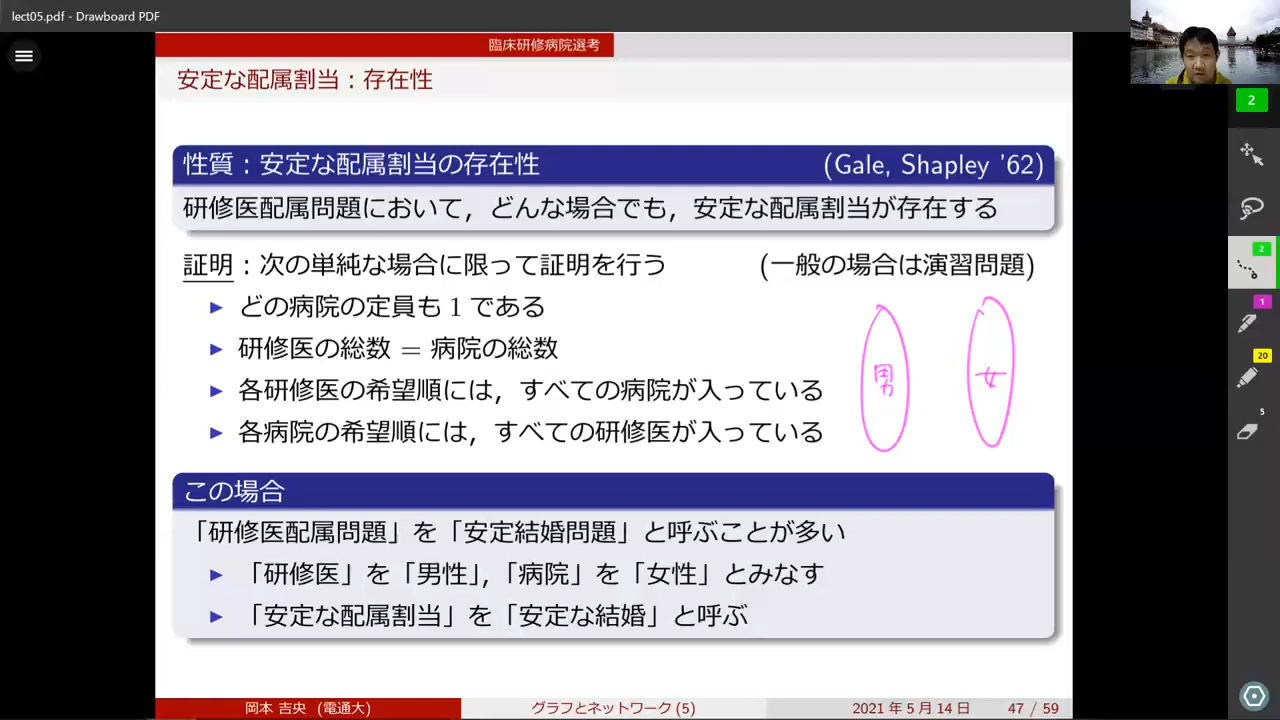 lect05.pdf - Drawboard PDF
臨床研修病院選考
安定な配属割当：存在性
性質：安定な配属割当の存在性 (Gale, Shapley ’62)
研修医配属問題において，どんな場合でも，安定な配属割当が存在する
証明：次の単純な場合に限って証明を行う (一般の場合は演習問題)
▶ どの病院の定員も 1 である
▶ 研修医の総数 = 病院の総数
▶ 各研修医の希望順には，すべての病院が入っている
▶ 各病院の希望順には，すべての研修医が入っている
男 女
この場合
「研修医配属問題」を「安定結婚問題」と呼ぶことが多い
▶ 「研修医」を「男性」，「病院」を「女性」とみなす
▶ 「安定な配属割当」を「安定な結婚」と呼ぶ
岡本 吉央 (電通大) グラフとネットワーク (5) 2021 年 5 月 14 日 47 / 59
2
2
1
20
5